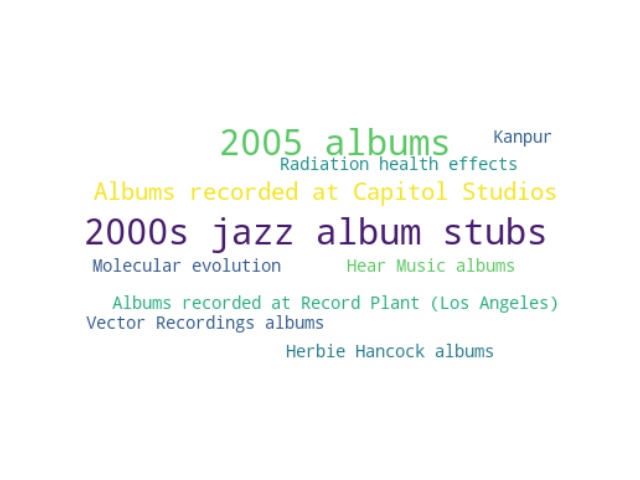 2005 albums
Kanpur
Radiation health effects
Albums recorded at Capitol Studios
2000s jazz album stubs
Molecular evolution
Hear Music albums
Albums recorded at Record Plant (Los Angeles)
Vector Recordings albums
Herbie Hancock albums